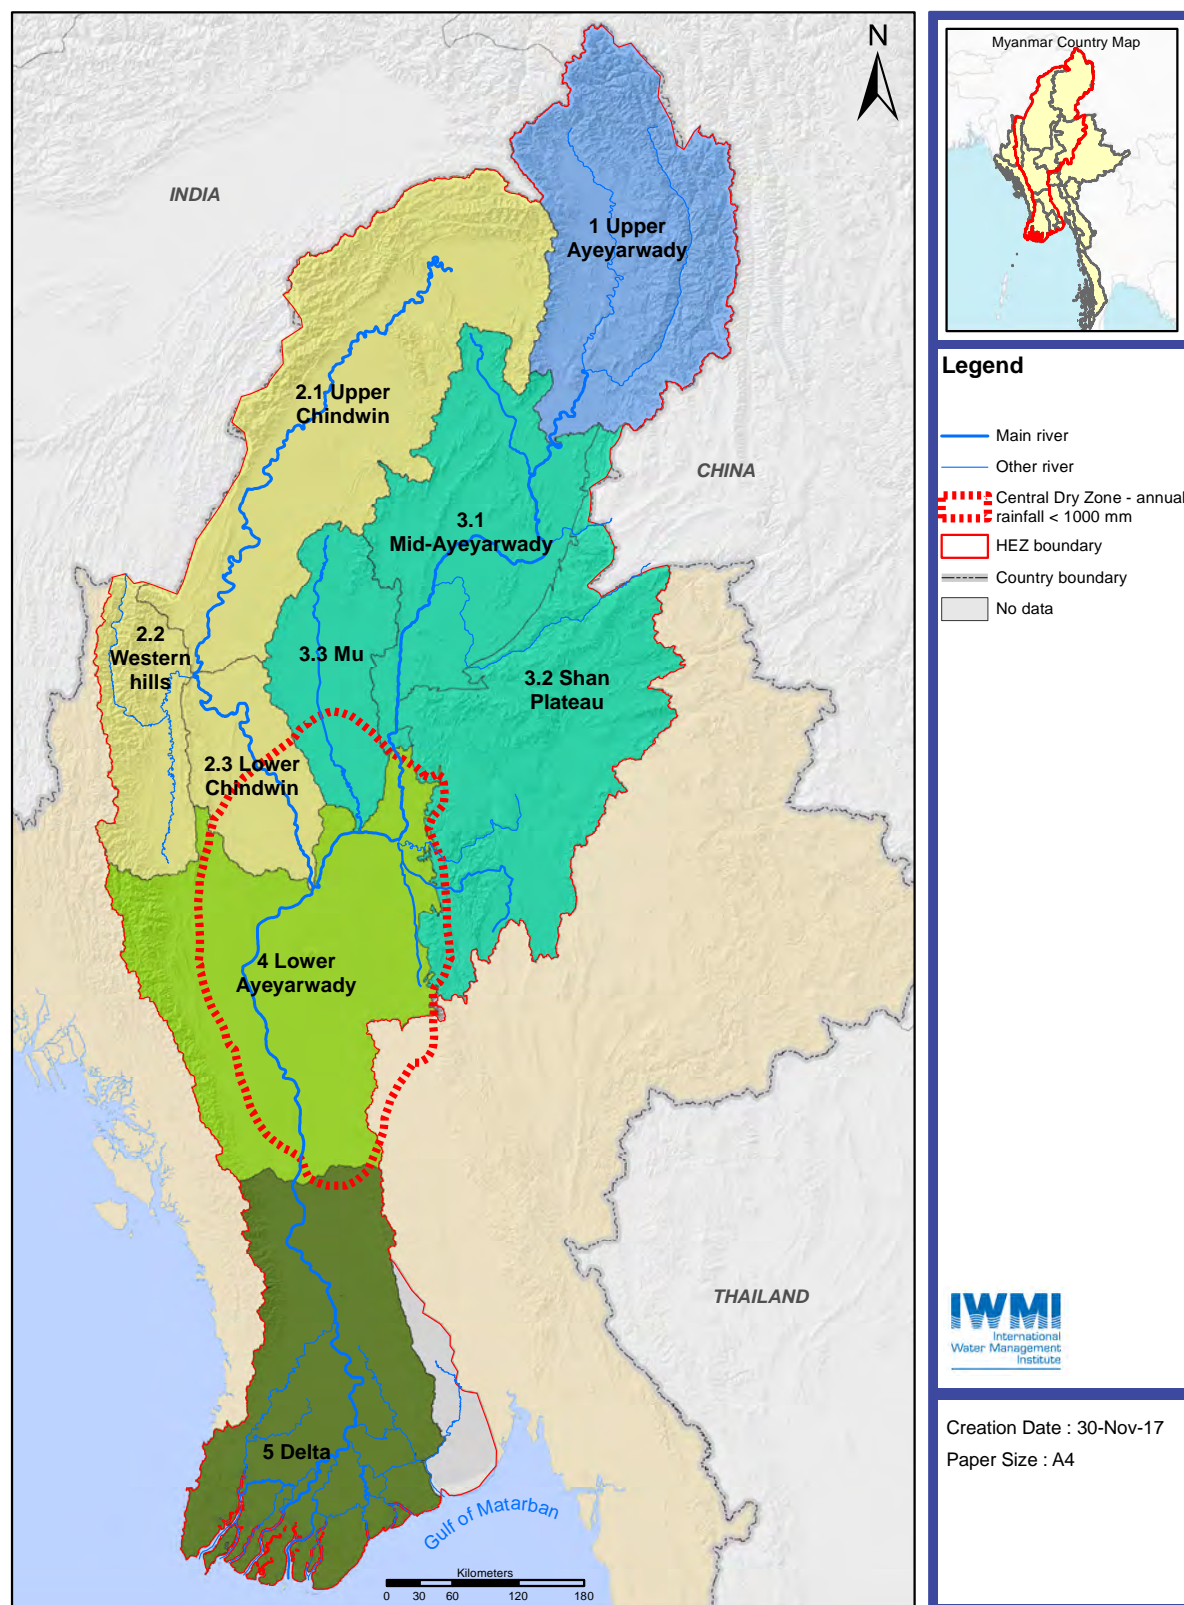 N
INDIA
1 Upper
Ayeyarwady
2.1 Upper
Chindwin
CHINA
3.1
Mid-Ayeyarwady
2.2
Western
hills
3.3 Mu
3.2 Shan
Plateau
2.3 Lower
Chindwin
4 Lower
Ayeyarwady
THAILAND
5 Delta
Gulf of Matarban
Kilometers
0 30 60 120 180
Myanmar Country Map
Legend
Main river
Other river
Central Dry Zone - annual
rainfall < 1000 mm
HEZ boundary
Country boundary
No data
IWMI
International
Water Management
Institute
Creation Date : 30-Nov-17
Paper Size : A4